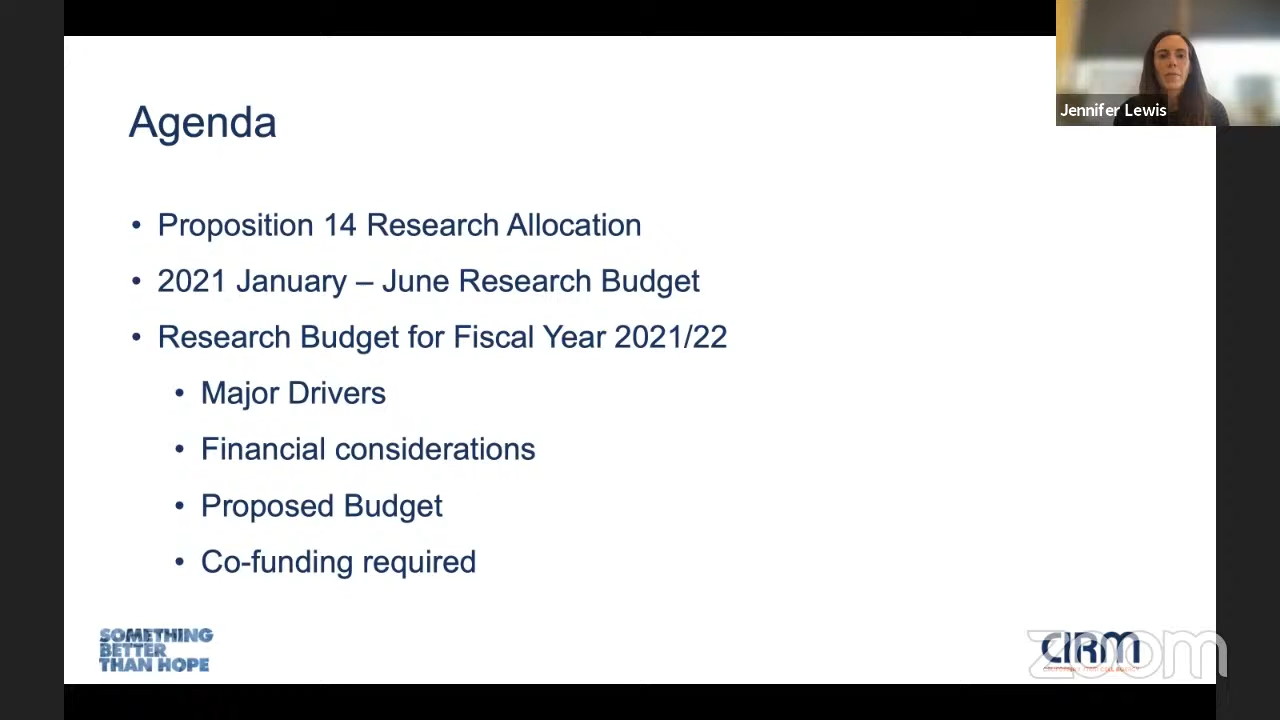 Jennifer Lewis
Agenda
• Proposition 14 Research Allocation
• 2021 January – June Research Budget
• Research Budget for Fiscal Year 2021/22
• Major Drivers
• Financial considerations
• Proposed Budget
• Co-funding required
SOMETHING
BETTER
THAN HOPE
CIRM
zoom